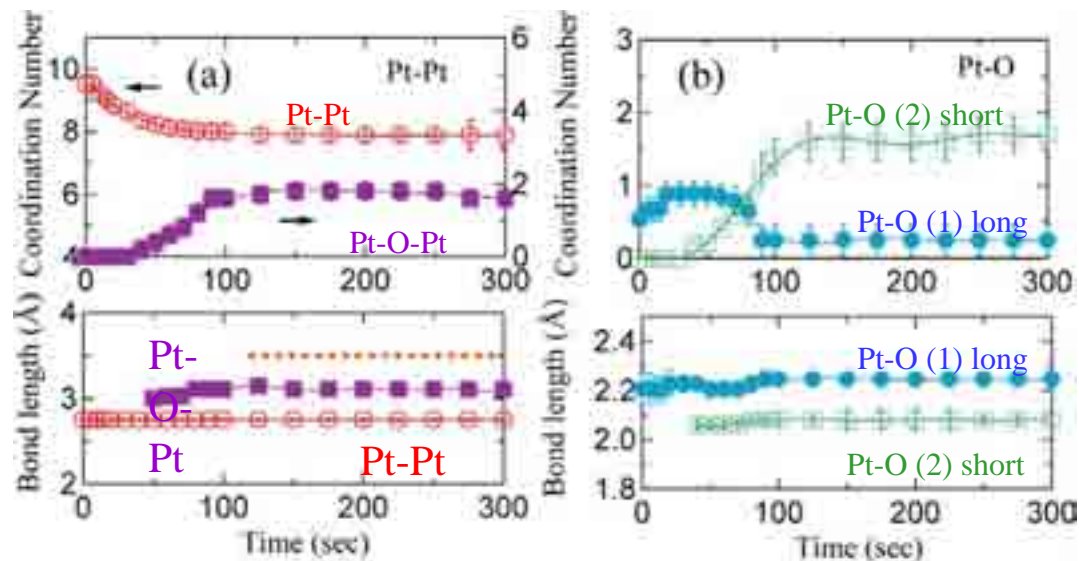 Coordination Number
10
8
6
4
(a)
Pt-Pt
Pt-Pt
Pt-O-Pt
6
4
2
0
Coordination Number
0
100
200
300
Bond length (Å)
4
3
2
Pt-
O-
Pt
Pt-Pt
0
100
200
300
Time (sec)
Coordination Number
3
2
1
0
(b)
Pt-O
Pt-O (2) short
Pt-O (1) long
0
100
200
300
Bond length (Å)
2.4
2.2
2.0
1.8
Pt-O (1) long
Pt-O (2) short
0
100
200
300
Time (sec)